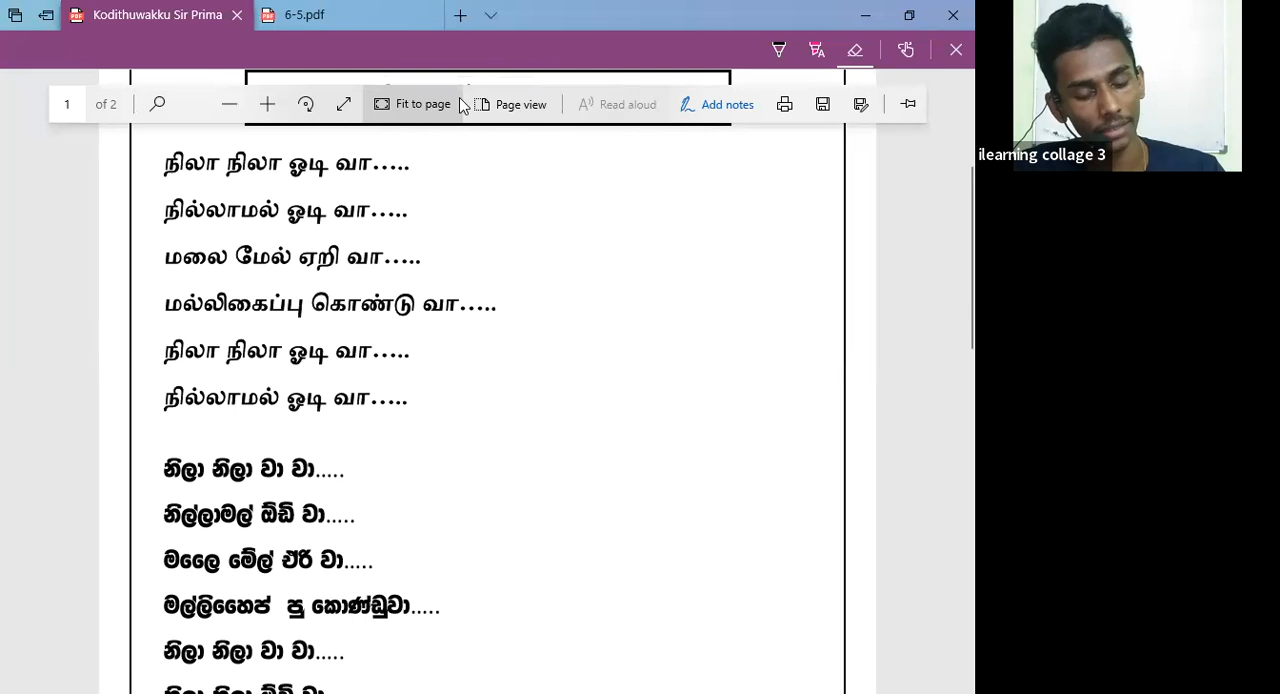 Kodithuwakku Sir Prima
6-5.pdf
1 of 2
Fit to page
Page view
Read aloud
Add notes
ilearning collage 3
நிலா நிலா ஓடி வா.....
நில்லாமல் ஓடி வா.....
மலை மேல் ஏறி வா.....
மல்லிகைப்பு கொண்டு வா.....
நிலா நிலா ஓடி வா.....
நில்லாமல் ஓடி வா.....
නිලා නිලා වා වා.....
නිල්ලාමල් ඕඩි වා.....
මලෛ මේල් ඒරි වා.....
මල්ලිහෛප් පු කොණ්ඩුවා.....
නිලා නිලා වා වා.....